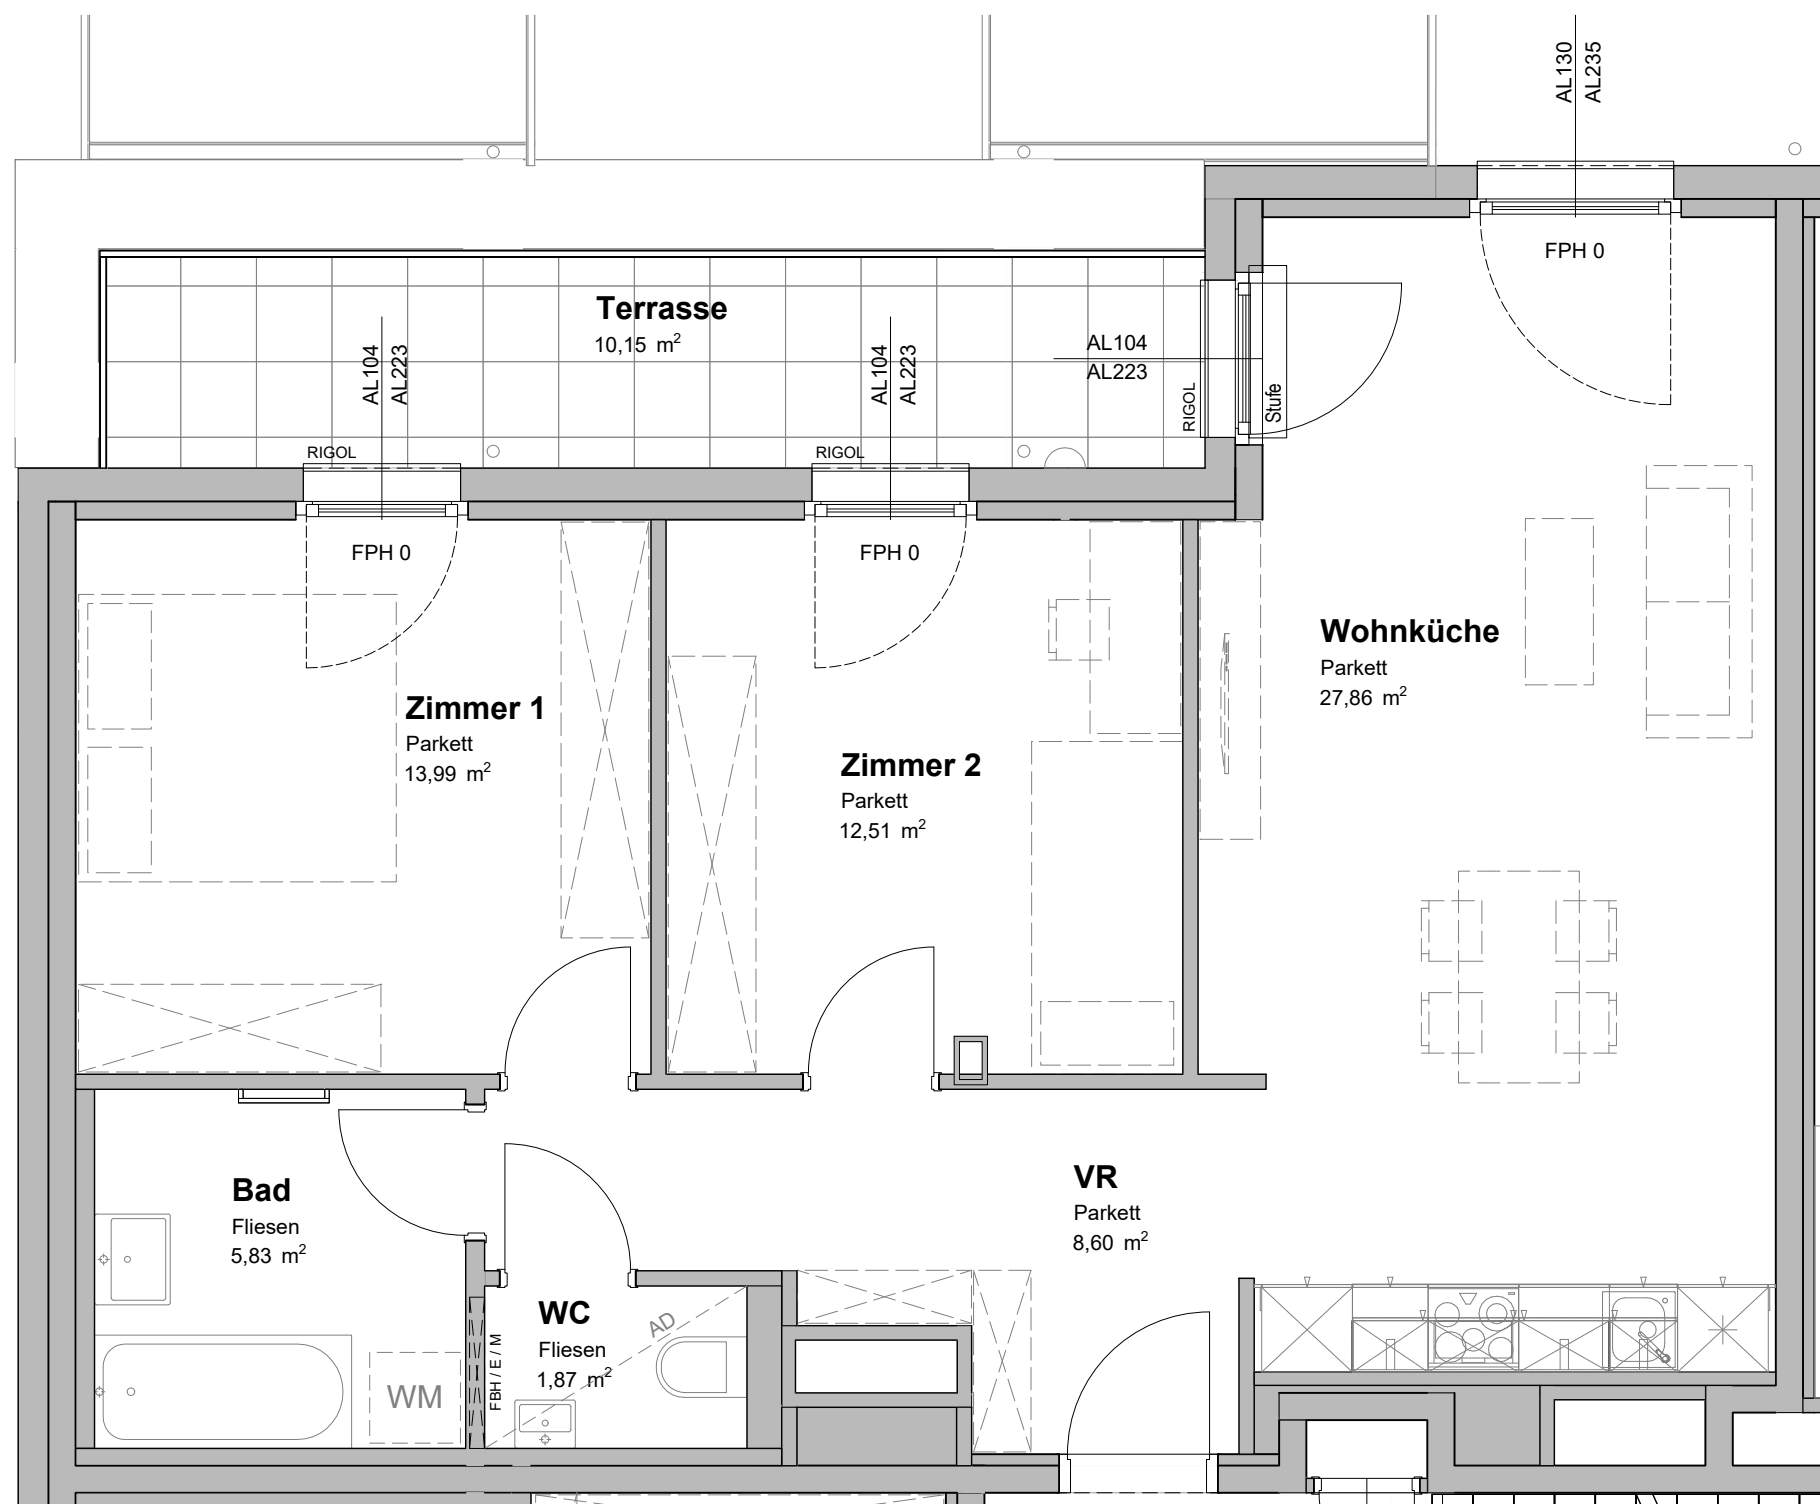 AL130
AL235
FPH 0
Terrasse
10,15 m²
AL104
AL223
AL104
AL223
AL104
AL223
RIGOL
Stufe
RIGOL
RIGOL
FPH 0
FPH 0
Wohnküche
Parkett
27,86 m²
Zimmer 1
Parkett
13,99 m²
Zimmer 2
Parkett
12,51 m²
Bad
Fliesen
5,83 m²
VR
Parkett
8,60 m²
WC
Fliesen
1,87 m²
AD
FBH / E / M
WM